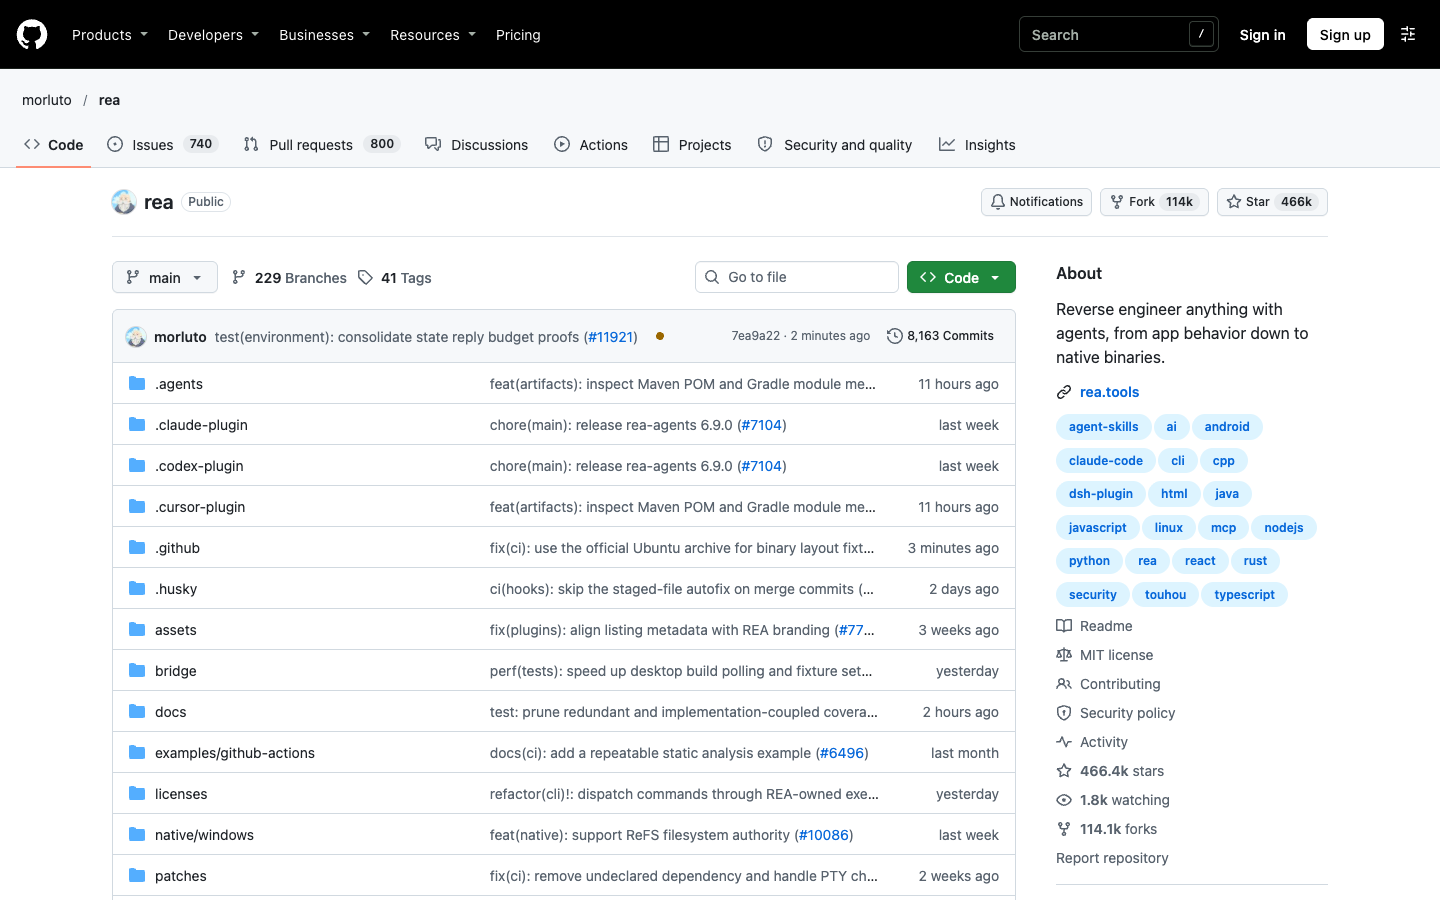 Products Developers Businesses Resources Pricing Search / Sign in Sign up
morluto / rea
Code Issues 740 Pull requests 800 Discussions Actions Projects Security and quality Insights
rea Public Notifications Fork 114k Star 466k
main 229 Branches 41 Tags Go to file Code
morluto test(environment): consolidate state reply budget proofs (#11921) 7ea9a22 · 2 minutes ago 8,163 Commits
.agents feat(artifacts): inspect Maven POM and Gradle module me… 11 hours ago
.claude-plugin chore(main): release rea-agents 6.9.0 (#7104) last week
.codex-plugin chore(main): release rea-agents 6.9.0 (#7104) last week
.cursor-plugin feat(artifacts): inspect Maven POM and Gradle module me… 11 hours ago
.github fix(ci): use the official Ubuntu archive for binary layout fixt… 3 minutes ago
.husky ci(hooks): skip the staged-file autofix on merge commits (… 2 days ago
assets fix(plugins): align listing metadata with REA branding (#77… 3 weeks ago
bridge perf(tests): speed up desktop build polling and fixture set… yesterday
docs test: prune redundant and implementation-coupled covera… 2 hours ago
examples/github-actions docs(ci): add a repeatable static analysis example (#6496) last month
licenses refactor(cli)!: dispatch commands through REA-owned exe… yesterday
native/windows feat(native): support ReFS filesystem authority (#10086) last week
patches fix(ci): remove undeclared dependency and handle PTY ch… 2 weeks ago
About
Reverse engineer anything with
agents, from app behavior down to
native binaries.
rea.tools
agent-skills ai android
claude-code cli cpp
dsh-plugin html java
javascript linux mcp nodejs
python rea react rust
security touhou typescript
Readme
MIT license
Contributing
Security policy
Activity
466.4k stars
1.8k watching
114.1k forks
Report repository